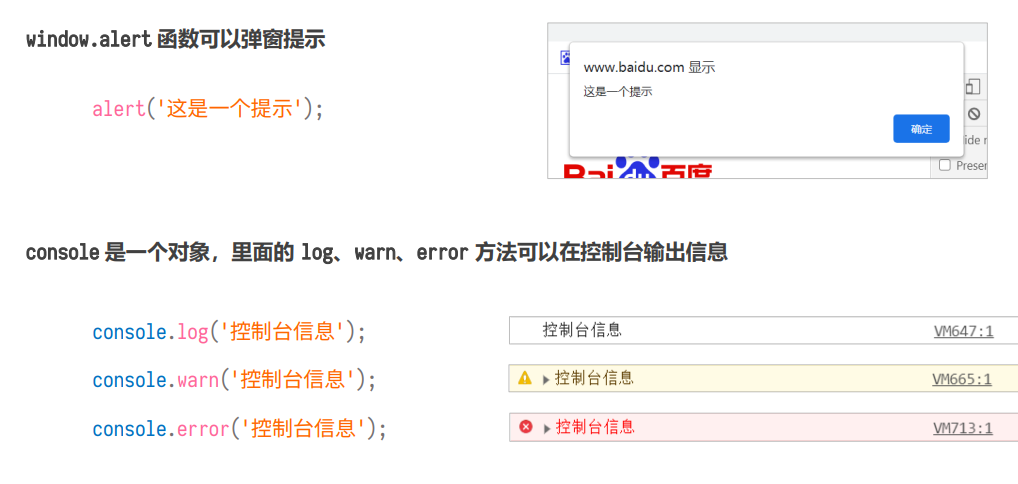 window.alert 函数可以弹窗提示
alert('这是一个提示');
www.baidu.com 显示
这是一个提示
确定
ide
Preser
Bai du 百度
console 是一个对象，里面的 log、warn、error 方法可以在控制台输出信息
console.log('控制台信息');
控制台信息 VM647:1
console.warn('控制台信息');
控制台信息 VM665:1
console.error('控制台信息');
控制台信息 VM713:1